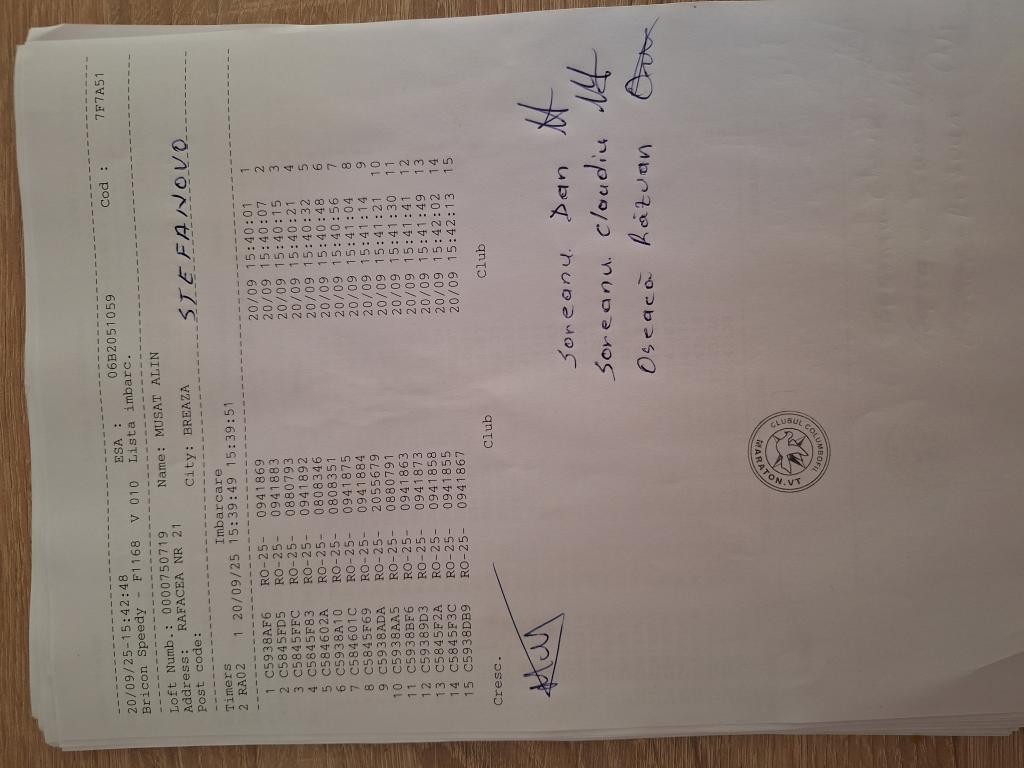 20/09/25-15:42:48 ESA : 06B2051059 Cod : 7F7A51
Bricon Speedy - F1168 V 010 Lista imbarc.
Loft Numb.: 0000750719 Name: MUSAT ALIN
Address: RAFACEA NR 21 City: BREAZA STEFANOVO
Post code:
Imbarcare
Timers 1 20/09/25 15:39:49 15:39:51
2 RA02
1 C5938AF6 RO-25- 0941869 20/09 15:40:01 1
2 C5845FD5 RO-25- 0941883 20/09 15:40:07 2
3 C5845FFC RO-25- 0880793 20/09 15:40:15 3
4 C5845F83 RO-25- 0941892 20/09 15:40:21 4
5 C584602A RO-25- 0808346 20/09 15:40:32 5
6 C5938A10 RO-25- 0808351 20/09 15:40:48 6
7 C584601C RO-25- 0941875 20/09 15:40:56 7
8 C5845F69 RO-25- 0941884 20/09 15:41:04 8
9 C5938ADA RO-25- 2055679 20/09 15:41:14 9
10 C5938AA5 RO-25- 0880791 20/09 15:41:21 10
11 C5938BF6 RO-25- 0941863 20/09 15:41:30 11
12 C59389D3 RO-25- 0941873 20/09 15:41:41 12
13 C5845F2A RO-25- 0941858 20/09 15:41:49 13
14 C5845F3C RO-25- 0941855 20/09 15:42:02 14
15 C5938DB9 RO-25- 0941867 20/09 15:42:13 15
Cresc. Club Club
Soreanu Dan
Soreanu Claudiu
Oseacă Răzvan
CLUBUL COLUMBOFIL
MARATON.VT